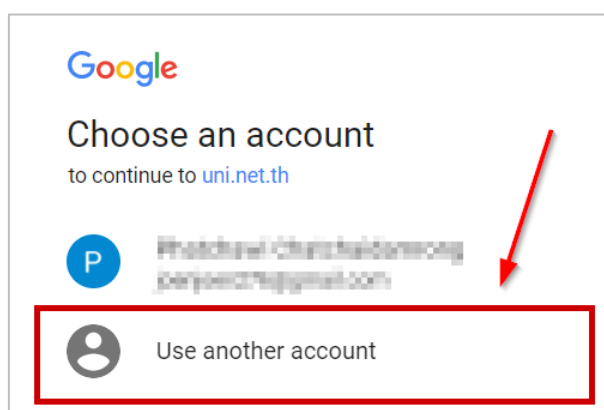 Google
Choose an account
to continue to uni.net.th
P
Use another account